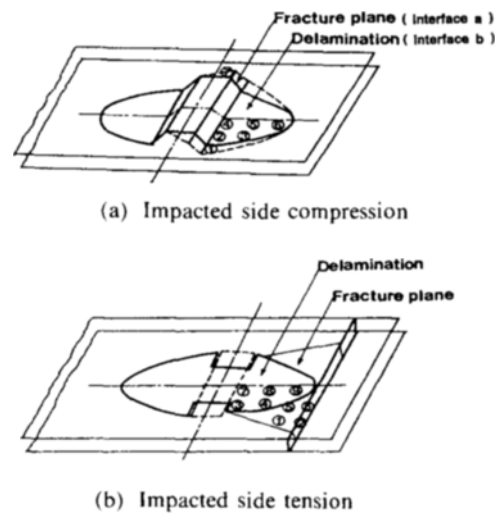 Fracture plane ( Interface a )
Delamination ( Interface b )
(a) Impacted side compression
Delamination
Fracture plane
(b) Impacted side tension